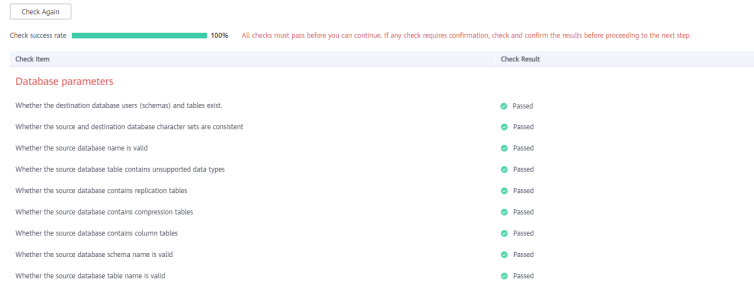 Check Again
Check success rate 100% All checks must pass before you can continue. If any check requires confirmation, check and confirm the results before proceeding to the next step.
Check Item Check Result
Database parameters
Whether the destination database users (schemas) and tables exist. Passed
Whether the source and destination database character sets are consistent Passed
Whether the source database name is valid Passed
Whether the source database table contains unsupported data types Passed
Whether the source database contains replication tables Passed
Whether the source database contains compression tables Passed
Whether the source database contains column tables Passed
Whether the source database schema name is valid Passed
Whether the source database table name is valid Passed